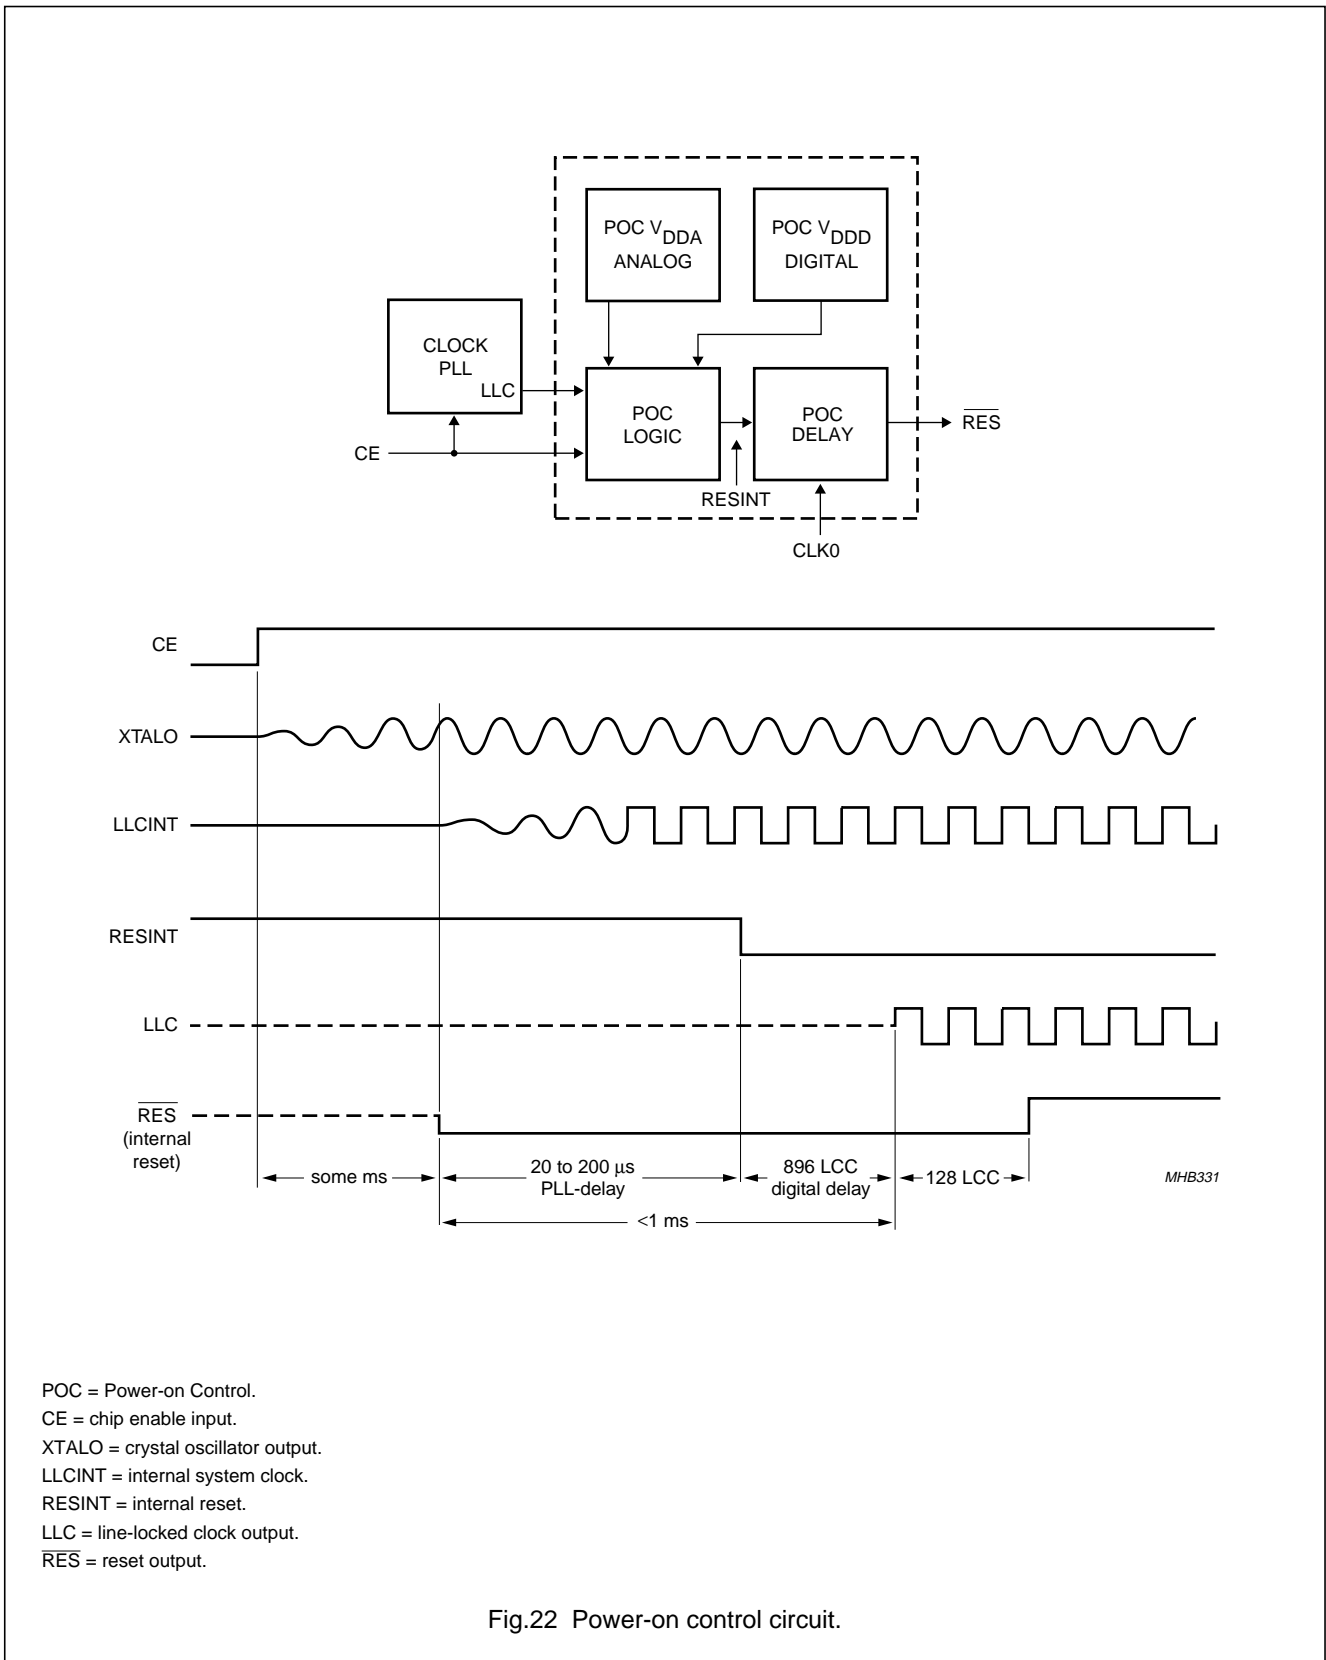 POC VDDA
ANALOG
POC VDDD
DIGITAL
CLOCK
PLL
LLC
POC
LOGIC
POC
DELAY
RES
CE
RESINT
CLK0
CE
XTALO
LLCINT
RESINT
LLC
RES
(internal
reset)
some ms
20 to 200 μs
PLL-delay
896 LCC
digital delay
128 LCC
<1 ms
MHB331
POC = Power-on Control.
CE = chip enable input.
XTALO = crystal oscillator output.
LLCINT = internal system clock.
RESINT = internal reset.
LLC = line-locked clock output.
RES = reset output.
Fig.22 Power-on control circuit.